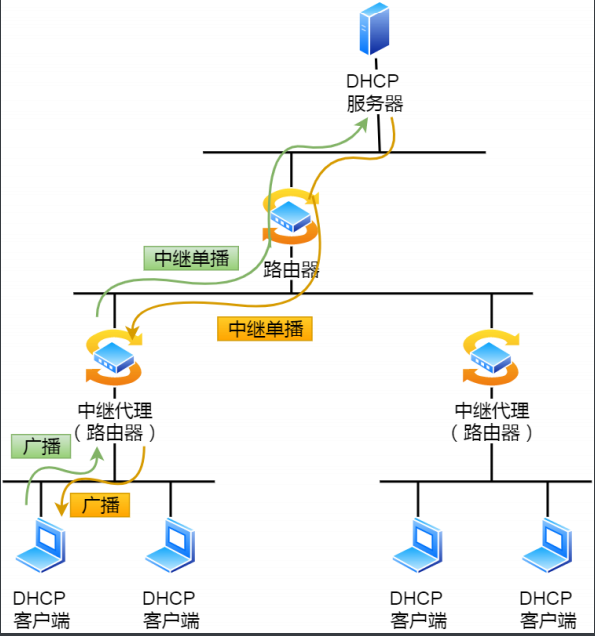 DHCP
服务器
中继单播
路由器
中继单播
中继代理
（路由器）
中继代理
（路由器）
广播
广播
DHCP
客户端
DHCP
客户端
DHCP
客户端
DHCP
客户端